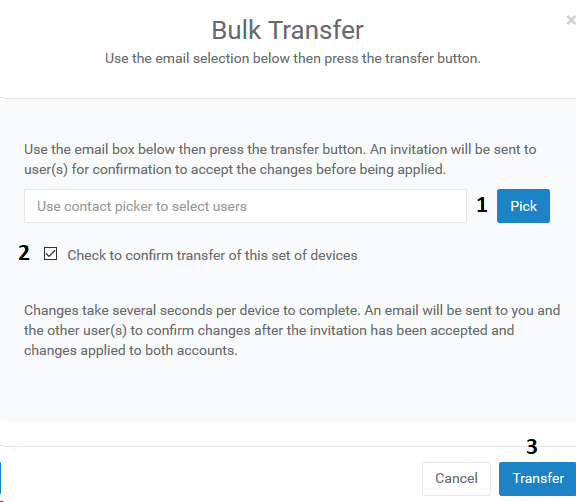 Bulk Transfer
×
Use the email selection below then press the transfer button.
Use the email box below then press the transfer button. An invitation will be sent to
user(s) for confirmation to accept the changes before being applied.
Use contact picker to select users
1
Pick
2
Check to confirm transfer of this set of devices
Changes take several seconds per device to complete. An email will be sent to you and
the other user(s) to confirm changes after the invitation has been accepted and
changes applied to both accounts.
3
Cancel
Transfer